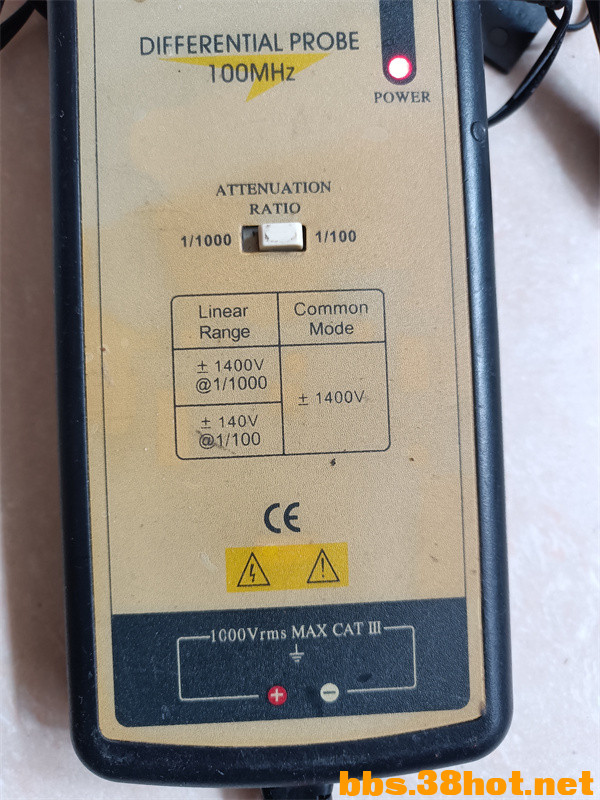 DIFFERENTIAL PROBE
100MHz
POWER
ATTENUATION
RATIO
1/1000
1/100
Linear
Range
Common
Mode
± 1400V
@1/1000
± 1400V
± 140V
@1/100
CE
1000Vrms MAX CAT III
+
−
bbs.38hot.net